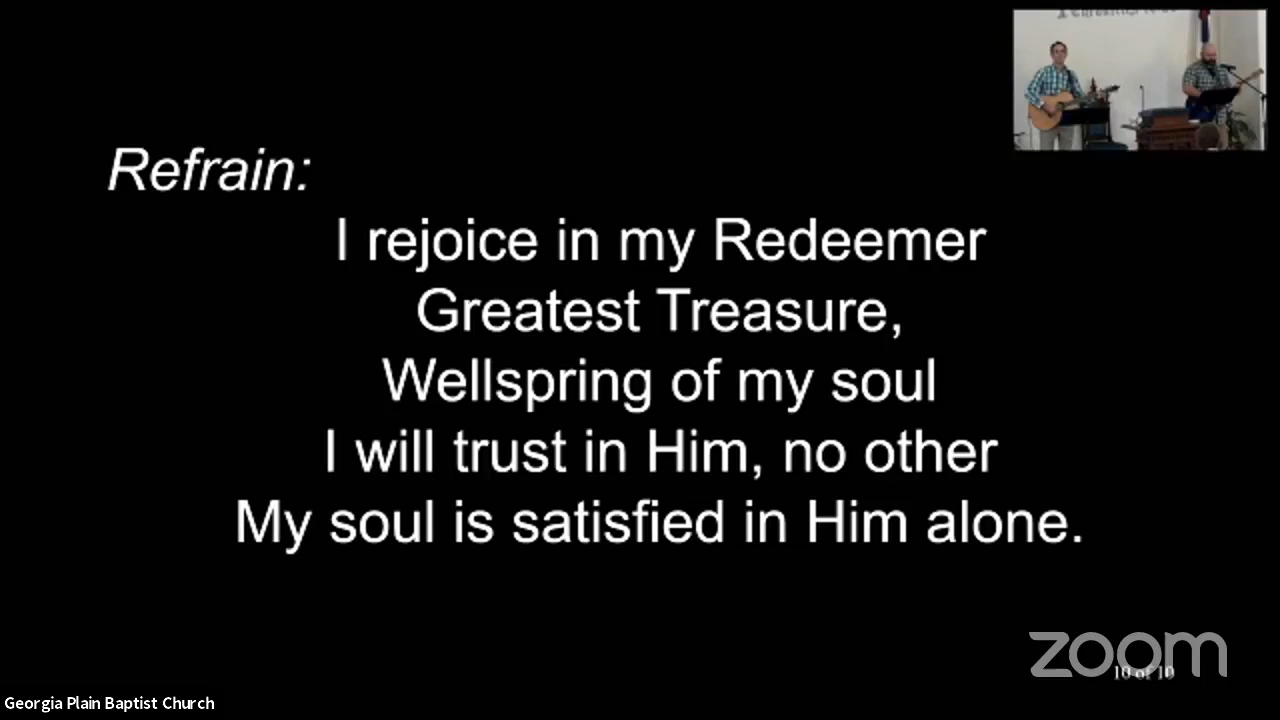 Refrain:
I rejoice in my Redeemer
Greatest Treasure,
Wellspring of my soul
I will trust in Him, no other
My soul is satisfied in Him alone.
zoom
10 of 10
Georgia Plain Baptist Church